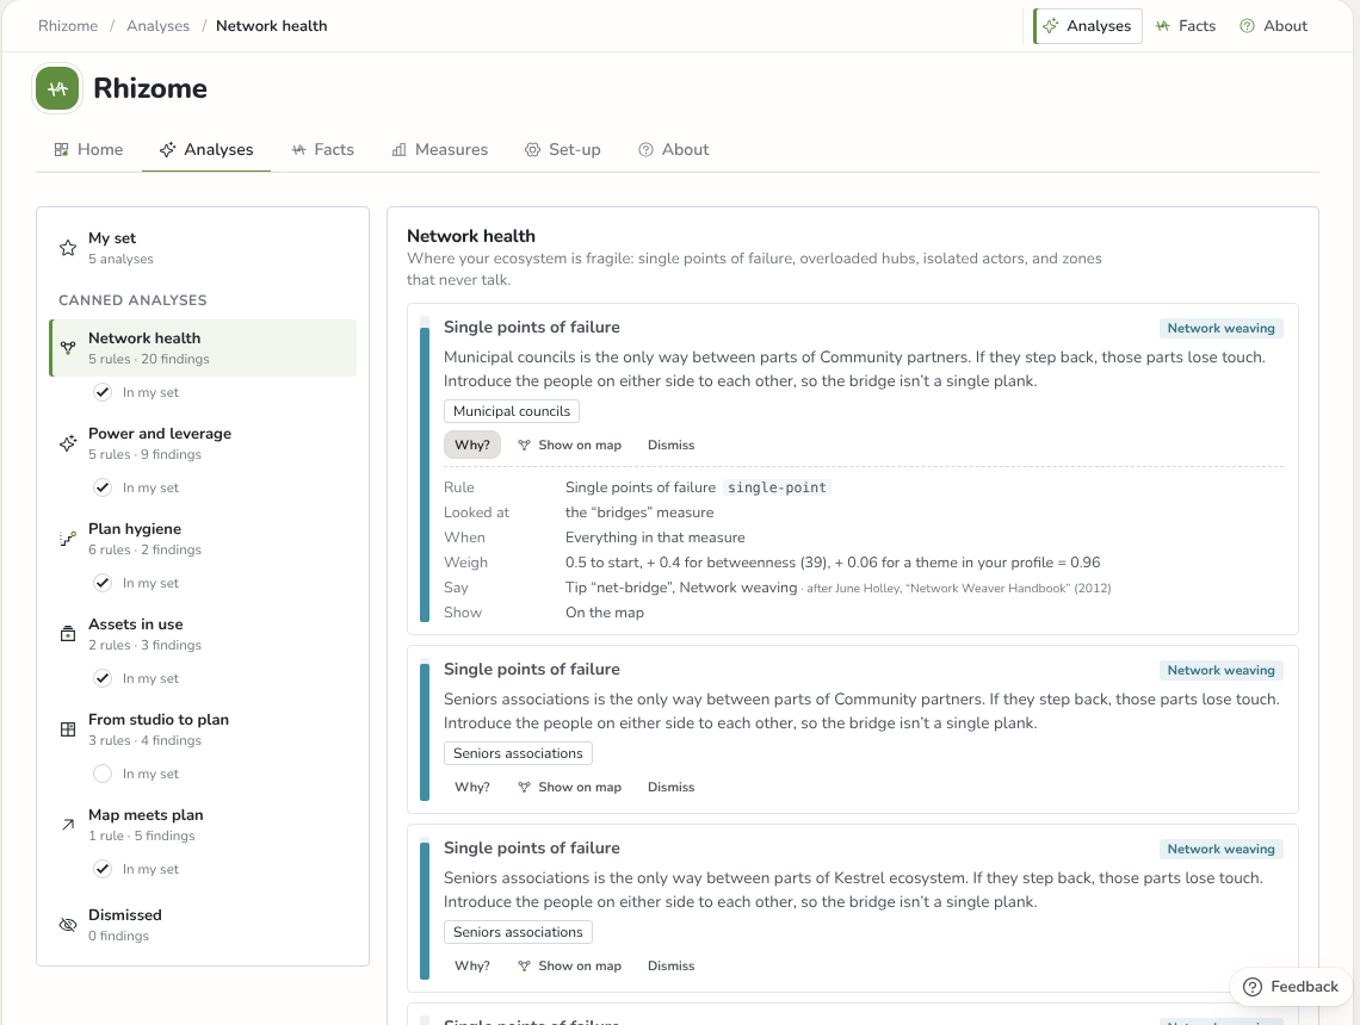 Rhizome / Analyses / Network health
Analyses
Facts
About
Rhizome
Home
Analyses
Facts
Measures
Set-up
About
My set
5 analyses
CANNED ANALYSES
Network health
5 rules · 20 findings
In my set
Power and leverage
5 rules · 9 findings
In my set
Plan hygiene
6 rules · 2 findings
In my set
Assets in use
2 rules · 3 findings
In my set
From studio to plan
3 rules · 4 findings
In my set
Map meets plan
1 rule · 5 findings
In my set
Dismissed
0 findings
Network health
Where your ecosystem is fragile: single points of failure, overloaded hubs, isolated actors, and zones
that never talk.
Single points of failure
Network weaving
Municipal councils is the only way between parts of Community partners. If they step back, those parts lose touch.
Introduce the people on either side to each other, so the bridge isn’t a single plank.
Municipal councils
Why? Show on map Dismiss
Rule Single points of failure single-point
Looked at the “bridges” measure
When Everything in that measure
Weigh 0.5 to start, + 0.4 for betweenness (39), + 0.06 for a theme in your profile = 0.96
Say Tip “net-bridge”, Network weaving · after June Holley, “Network Weaver Handbook” (2012)
Show On the map
Single points of failure
Network weaving
Seniors associations is the only way between parts of Community partners. If they step back, those parts lose touch.
Introduce the people on either side to each other, so the bridge isn’t a single plank.
Seniors associations
Why? Show on map Dismiss
Single points of failure
Network weaving
Seniors associations is the only way between parts of Kestrel ecosystem. If they step back, those parts lose touch.
Introduce the people on either side to each other, so the bridge isn’t a single plank.
Seniors associations
Why? Show on map Dismiss
Feedback